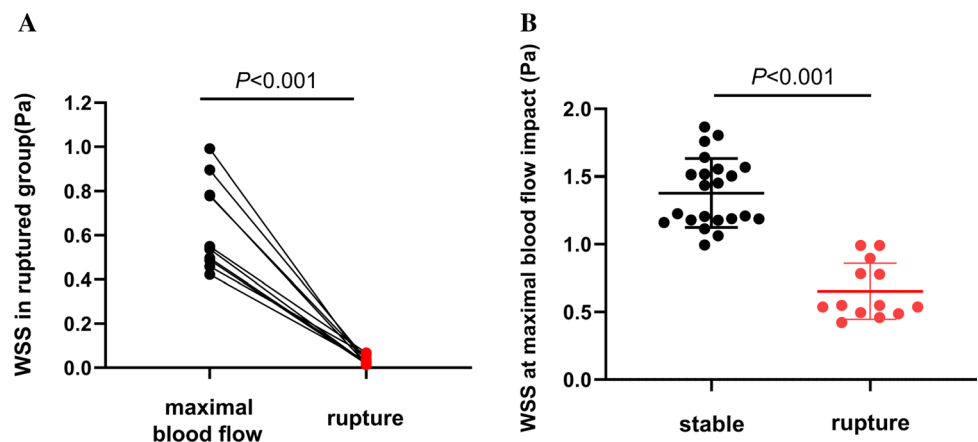 A
P<0.001
WSS in ruptured group(Pa)
1.2
1.0
0.8
0.6
0.4
0.2
0.0
maximal
blood flow
rupture
B
P<0.001
WSS at maximal blood flow impact (Pa)
2.0
1.5
1.0
0.5
0.0
stable
rupture